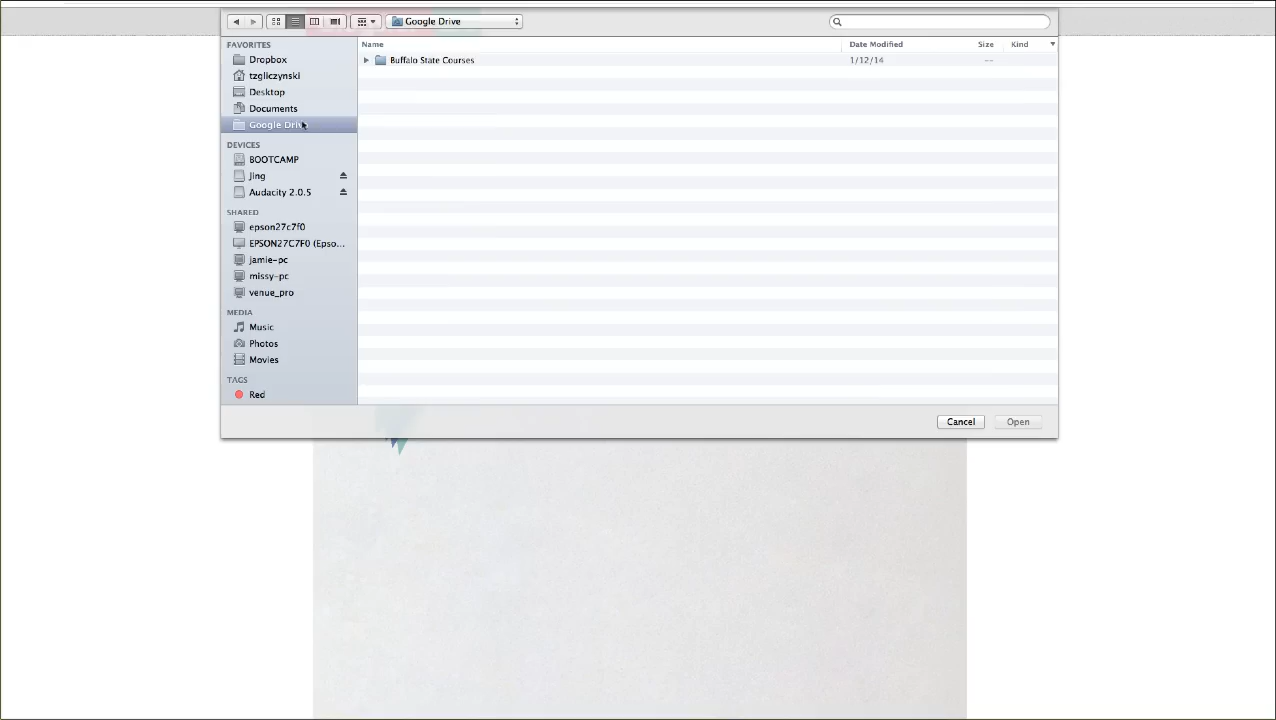 Google Drive
FAVORITES
Dropbox
tzgliczynski
Desktop
Documents
Google Driv
DEVICES
BOOTCAMP
Jing
Audacity 2.0.5
SHARED
epson27c7f0
EPSON27C7F0 (Epso...
jamie-pc
missy-pc
venue_pro
MEDIA
Music
Photos
Movies
TAGS
Red
Name Date Modified Size Kind
Buffalo State Courses 1/12/14 --
Cancel Open